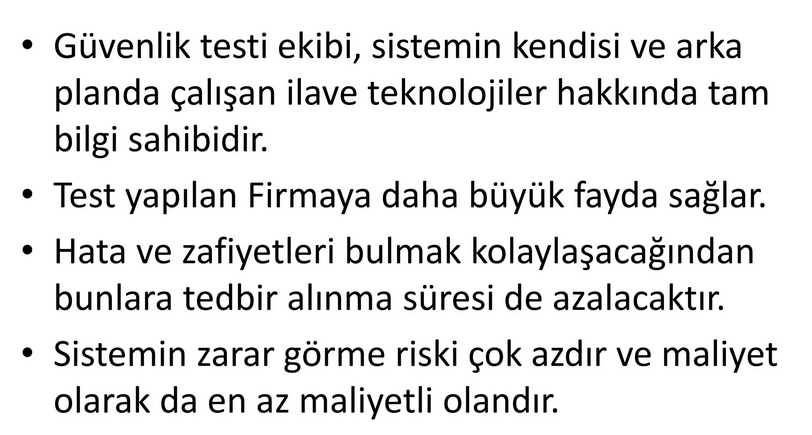 • Güvenlik testi ekibi, sistemin kendisi ve arka
planda çalışan ilave teknolojiler hakkında tam
bilgi sahibidir.
• Test yapılan Firmaya daha büyük fayda sağlar.
• Hata ve zafiyetleri bulmak kolaylaşacağından
bunlara tedbir alınma süresi de azalacaktır.
• Sistemin zarar görme riski çok azdır ve maliyet
olarak da en az maliyetli olandır.